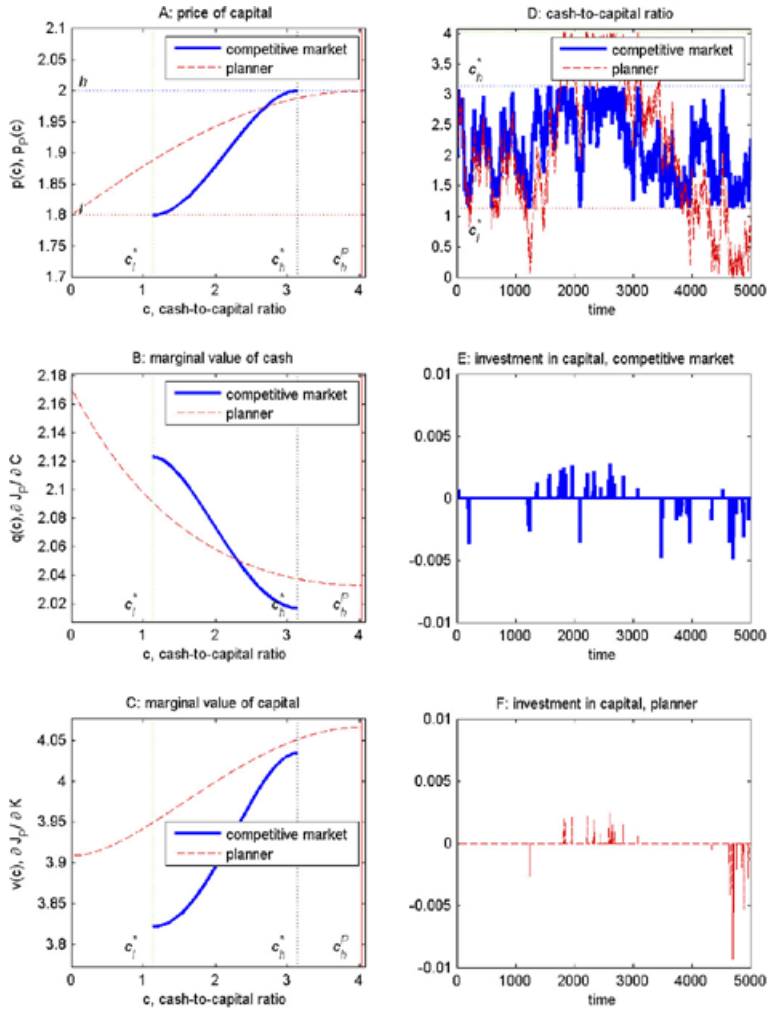 A: price of capital
2.1
2.05
2
1.95
1.9
1.85
1.8
1.75
1.7
p(c), p_P(c)
h
l
competitive market
planner
c_l^*
c_h^*
c_h^P
0
1
2
3
4
c, cash-to-capital ratio
D: cash-to-capital ratio
4
3.5
3
2.5
2
1.5
1
0.5
0
c_h^*
c_l^*
competitive market
planner
0
1000
2000
3000
4000
5000
time
B: marginal value of cash
2.18
2.16
2.14
2.12
2.1
2.08
2.06
2.04
2.02
q(c), ∂ J_P/ ∂ C
competitive market
planner
c_l^*
c_h^*
c_h^P
0
1
2
3
4
c, cash-to-capital ratio
E: investment in capital, competitive market
0.01
0.005
0
-0.005
-0.01
0
1000
2000
3000
4000
5000
time
C: marginal value of capital
4.05
4
3.95
3.9
3.85
3.8
v(c), ∂ J_P/ ∂ K
competitive market
planner
c_l^*
c_h^*
c_h^P
0
1
2
3
4
c, cash-to-capital ratio
F: investment in capital, planner
0.01
0.005
0
-0.005
-0.01
0
1000
2000
3000
4000
5000
time